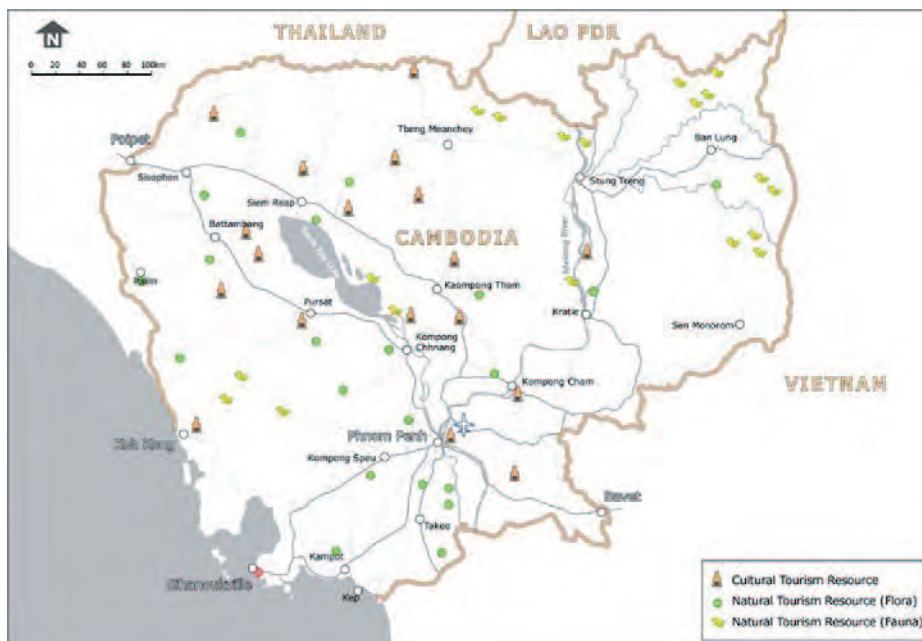 THAILAND
LAO PDR
N
0 20 40 60 80 100km
Poipet
Sisophon
Tbeng Meanchey
Ban Lung
Stung Treng
Siem Reap
Battambang
CAMBODIA
Mekong River
Pailin
Kaompong Thom
Pursat
Kratie
Sen Monorom
Kompong
Chhnang
Kompong Cham
VIETNAM
Phnom Penh
Koh Kong
Kompong Speu
Bavet
Takeo
Kampot
Sihanoukville
Kep
Cultural Tourism Resource
Natural Tourism Resource (Flora)
Natural Tourism Resource (Fauna)